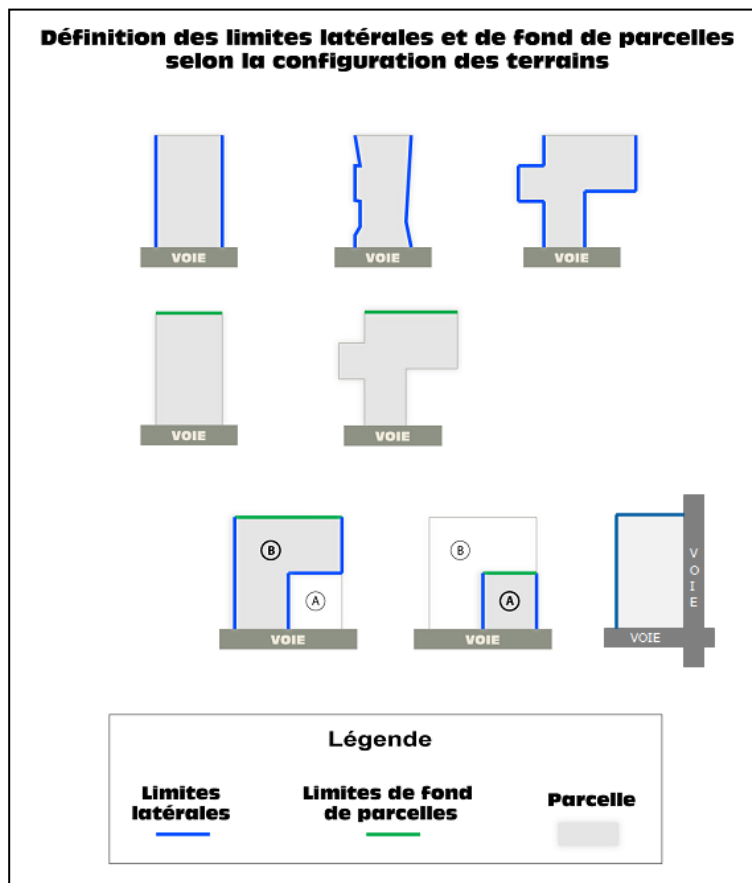 Définition des limites latérales et de fond de parcelles
selon la configuration des terrains
VOIE
VOIE
VOIE
VOIE
VOIE
B
A
VOIE
B
A
VOIE
VOIE
VOIE
Légende
Limites
latérales
Limites de fond
de parcelles
Parcelle